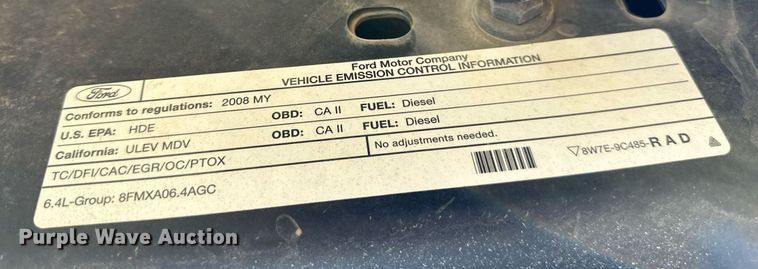 Ford
Ford Motor Company
VEHICLE EMISSION CONTROL INFORMATION
Conforms to regulations: 2008 MY
U.S. EPA: HDE OBD: CA II FUEL: Diesel
California: ULEV MDV OBD: CA II FUEL: Diesel
TC/DFI/CAC/EGR/OC/PTOX No adjustments needed.
6.4L-Group: 8FMXA06.4AGC 8W7E-9C485-RAD
Purple Wave Auction